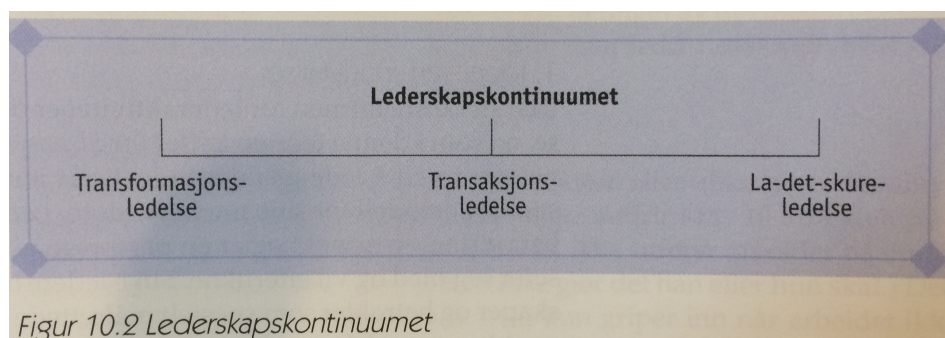 Lederskapskontinuumet
Transformasjons-
ledelse
Transaksjons-
ledelse
La-det-skure-
ledelse
Figur 10.2 Lederskapskontinuumet